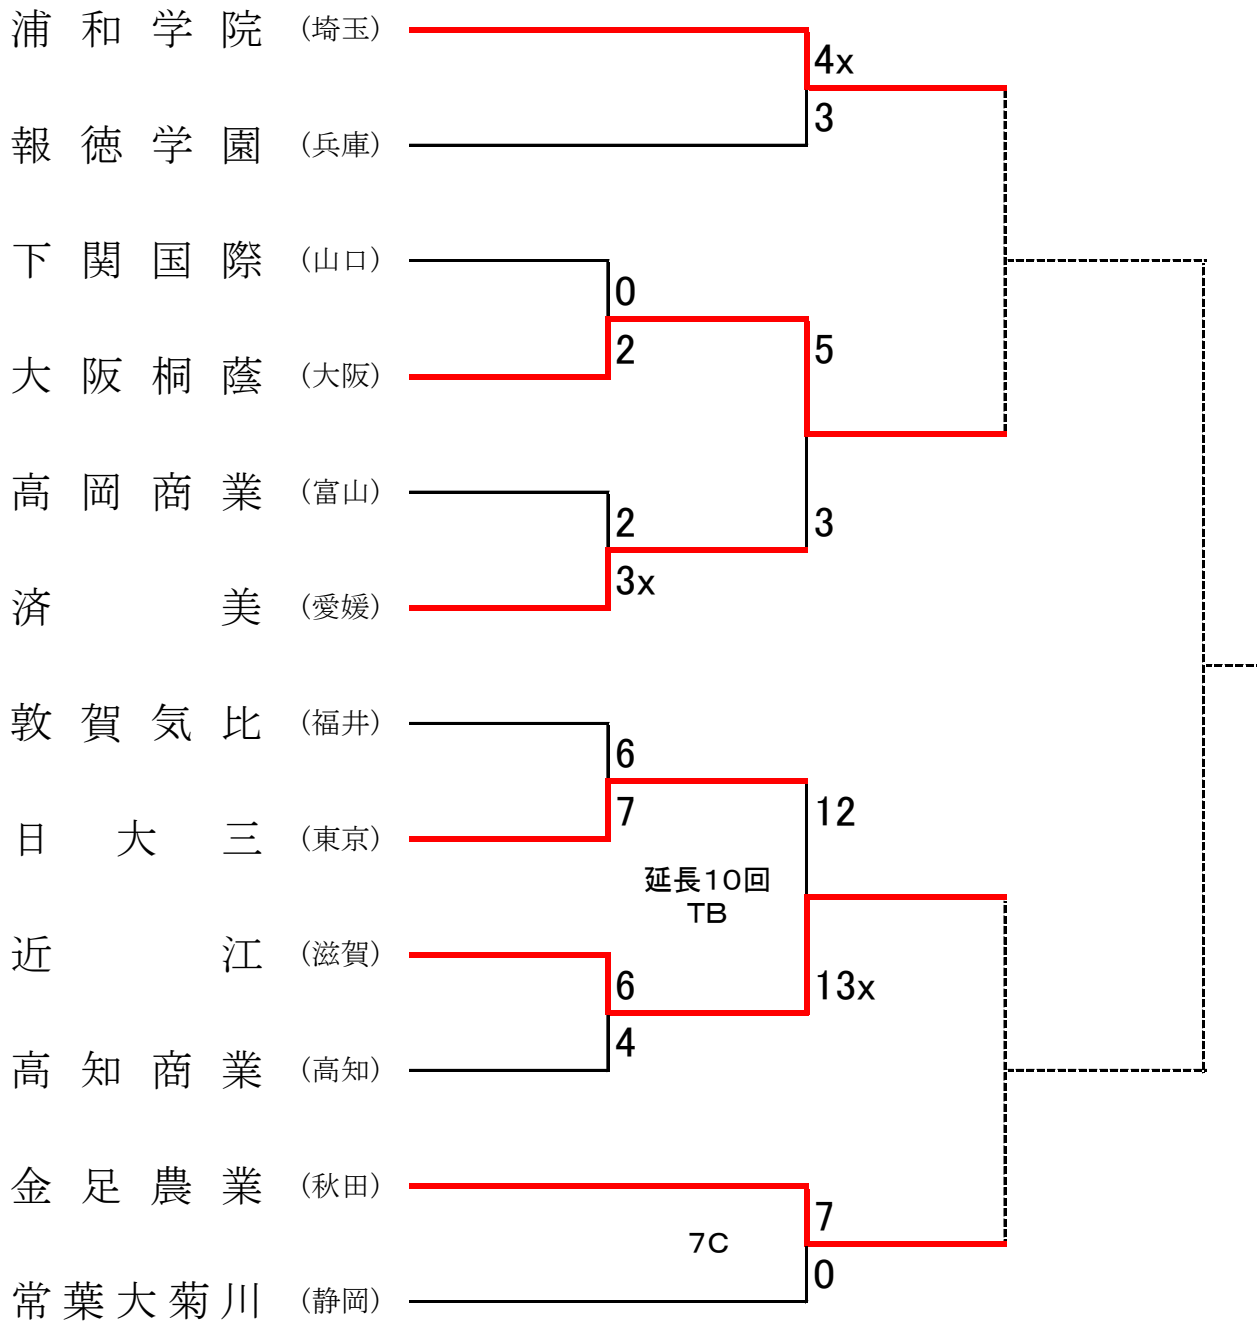 浦和学院 (埼玉)
4x
3
報徳学園 (兵庫)
下関国際 (山口)
0
2
5
大阪桐蔭 (大阪)
高岡商業 (富山)
2
3
3x
済美 (愛媛)
敦賀気比 (福井)
6
7
12
日大三 (東京)
延長10回
TB
近江 (滋賀)
6
13x
4
高知商業 (高知)
金足農業 (秋田)
7
7C
0
常葉大菊川 (静岡)